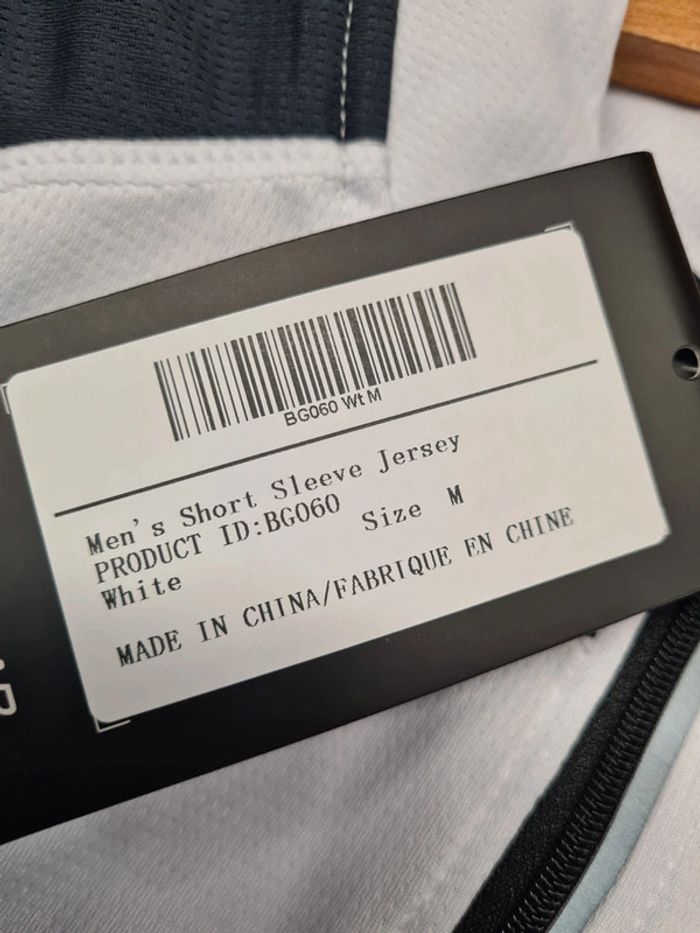 BG060 Wt M
Men's Short Sleeve Jersey
PRODUCT ID:BG060
White Size M
MADE IN CHINA/FABRIQUE EN CHINE